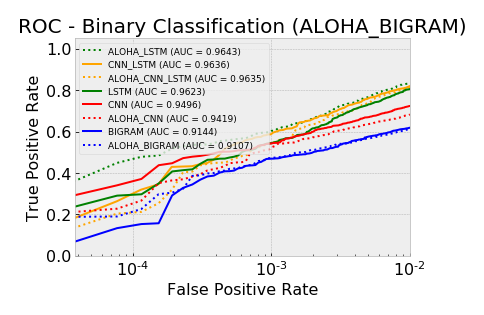 ROC - Binary Classification (ALOHA_BIGRAM)
1.0
0.8
0.6
0.4
0.2
0.0
True Positive Rate
ALOHA_LSTM (AUC = 0.9643)
CNN_LSTM (AUC = 0.9636)
ALOHA_CNN_LSTM (AUC = 0.9635)
LSTM (AUC = 0.9623)
CNN (AUC = 0.9496)
ALOHA_CNN (AUC = 0.9419)
BIGRAM (AUC = 0.9144)
ALOHA_BIGRAM (AUC = 0.9107)
10⁻⁴ 10⁻³ 10⁻²
False Positive Rate